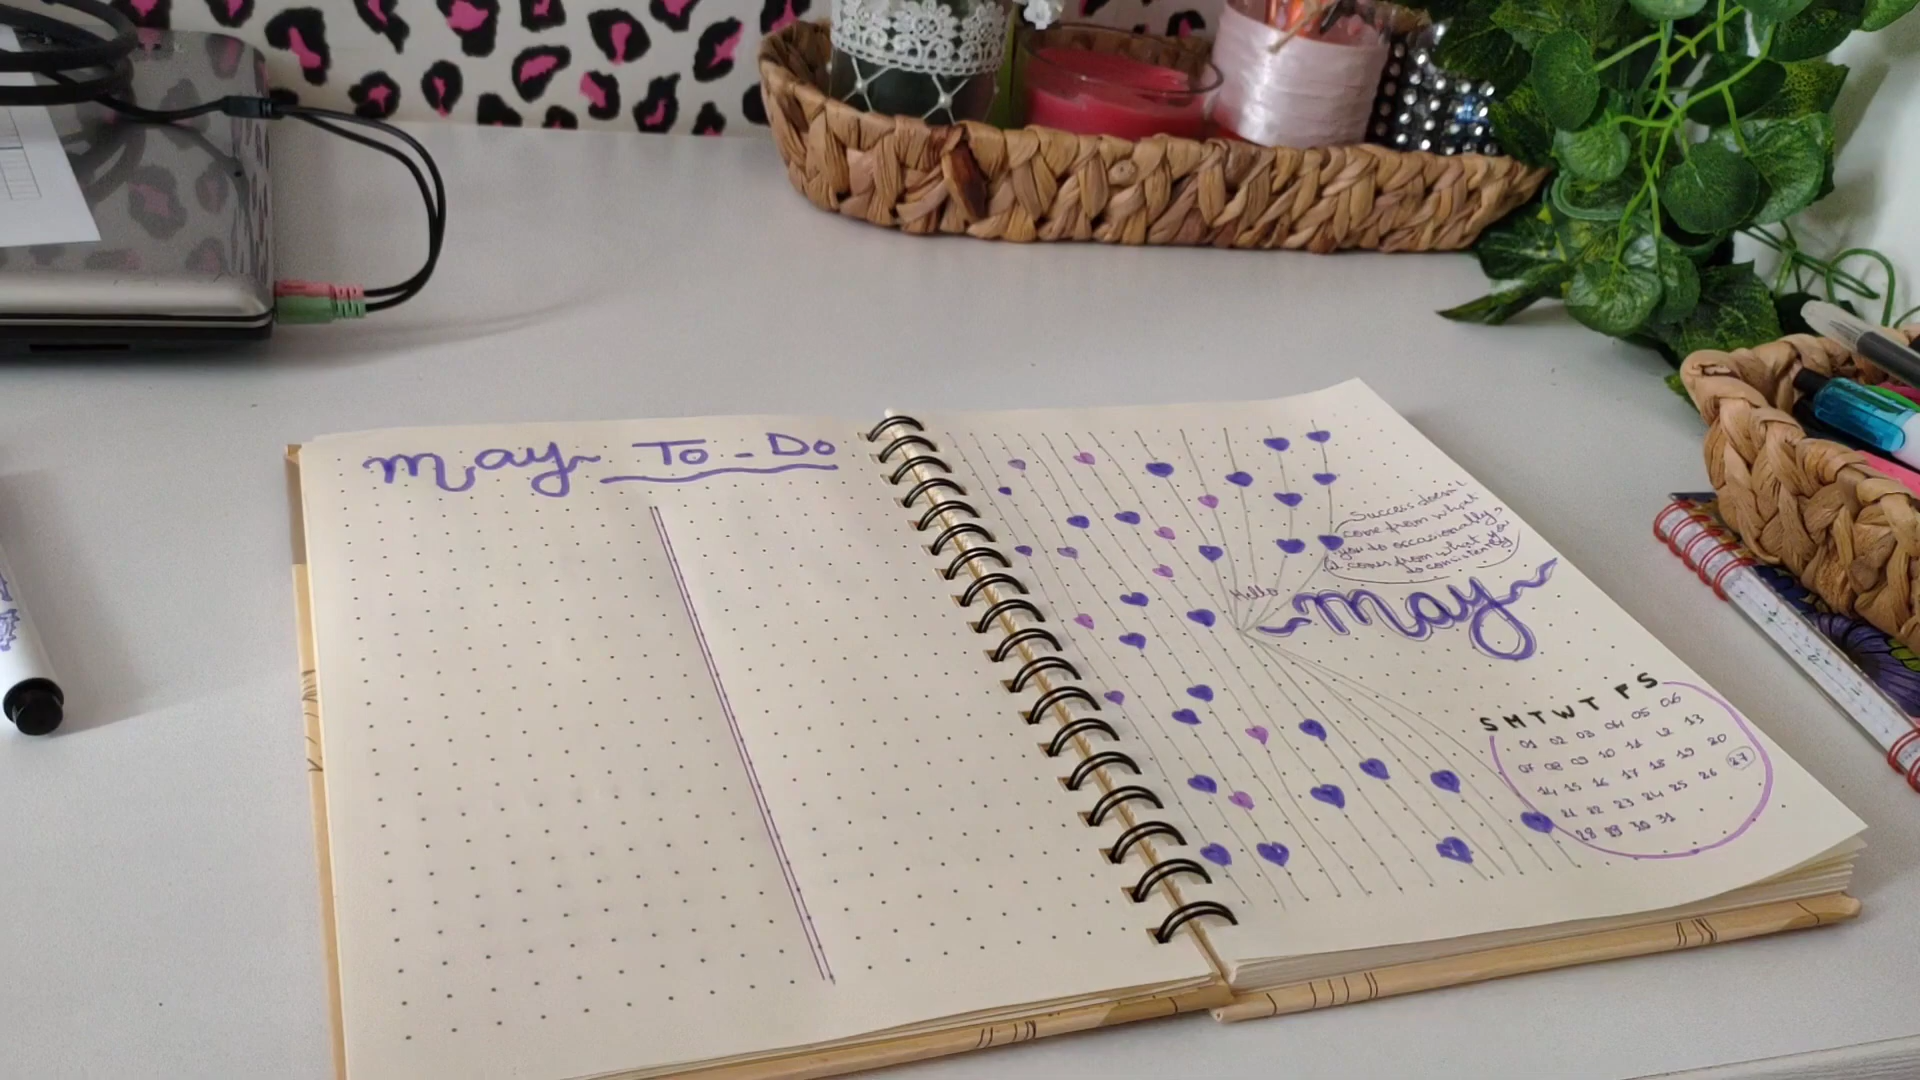 may To-Do
Success doesn't
come from what
you do occasionally,
it comes from what you
do consistently
Hello
may
S M T W T F S
01 02 03 04 05 06
07 08 09 10 11 12 13
14 15 16 17 18 19 20
21 22 23 24 25 26 27
28 29 30 31